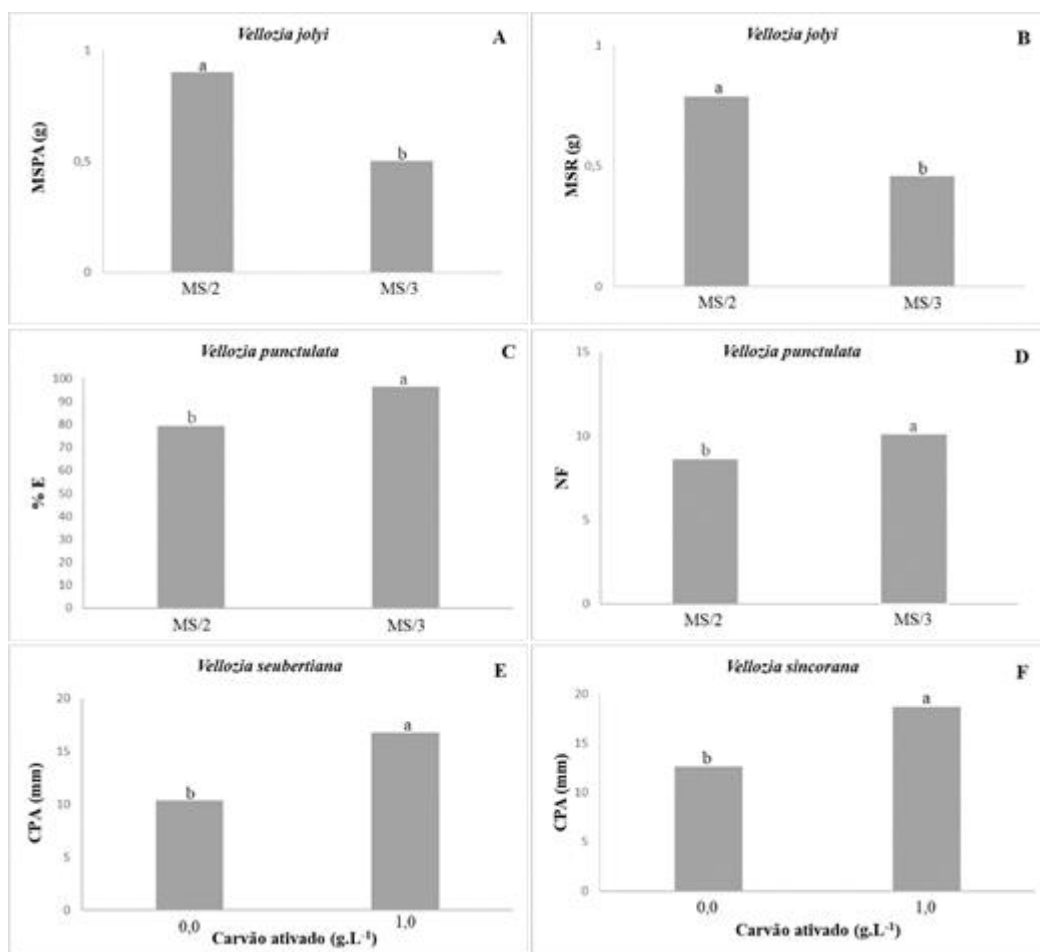 Vellozia jolyi
A
1
a
MSPA (g)
0,5
b
0
MS/2
MS/3
Vellozia jolyi
B
1
a
MSR (g)
0,5
b
0
MS/2
MS/3
Vellozia punctulata
C
100
90
80
70
60
50
40
30
20
10
0
% E
b
a
MS/2
MS/3
Vellozia punctulata
D
15
10
5
0
NF
b
a
MS/2
MS/3
Vellozia seubertiana
E
20
15
10
5
0
CPA (mm)
b
a
0,0
1,0
Carvão ativado (g.L⁻¹)
Vellozia sincorana
F
20
15
10
5
0
CPA (mm)
b
a
0,0
1,0
Carvão ativado (g.L⁻¹)